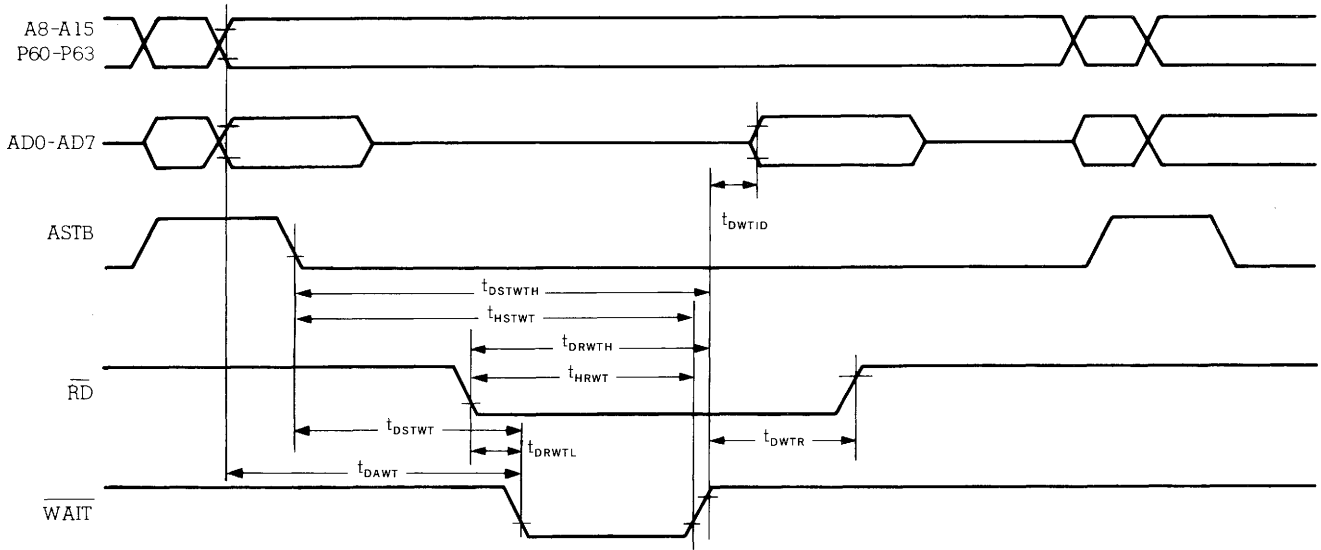 A8-A15
P60-P63
AD0-AD7
tDWTID
ASTB
tDSTWTH
tHSTWT
tDRWTH
tHRWT
RD
tDSTWT
tDWTR
tDRWTL
tDAWT
WAIT